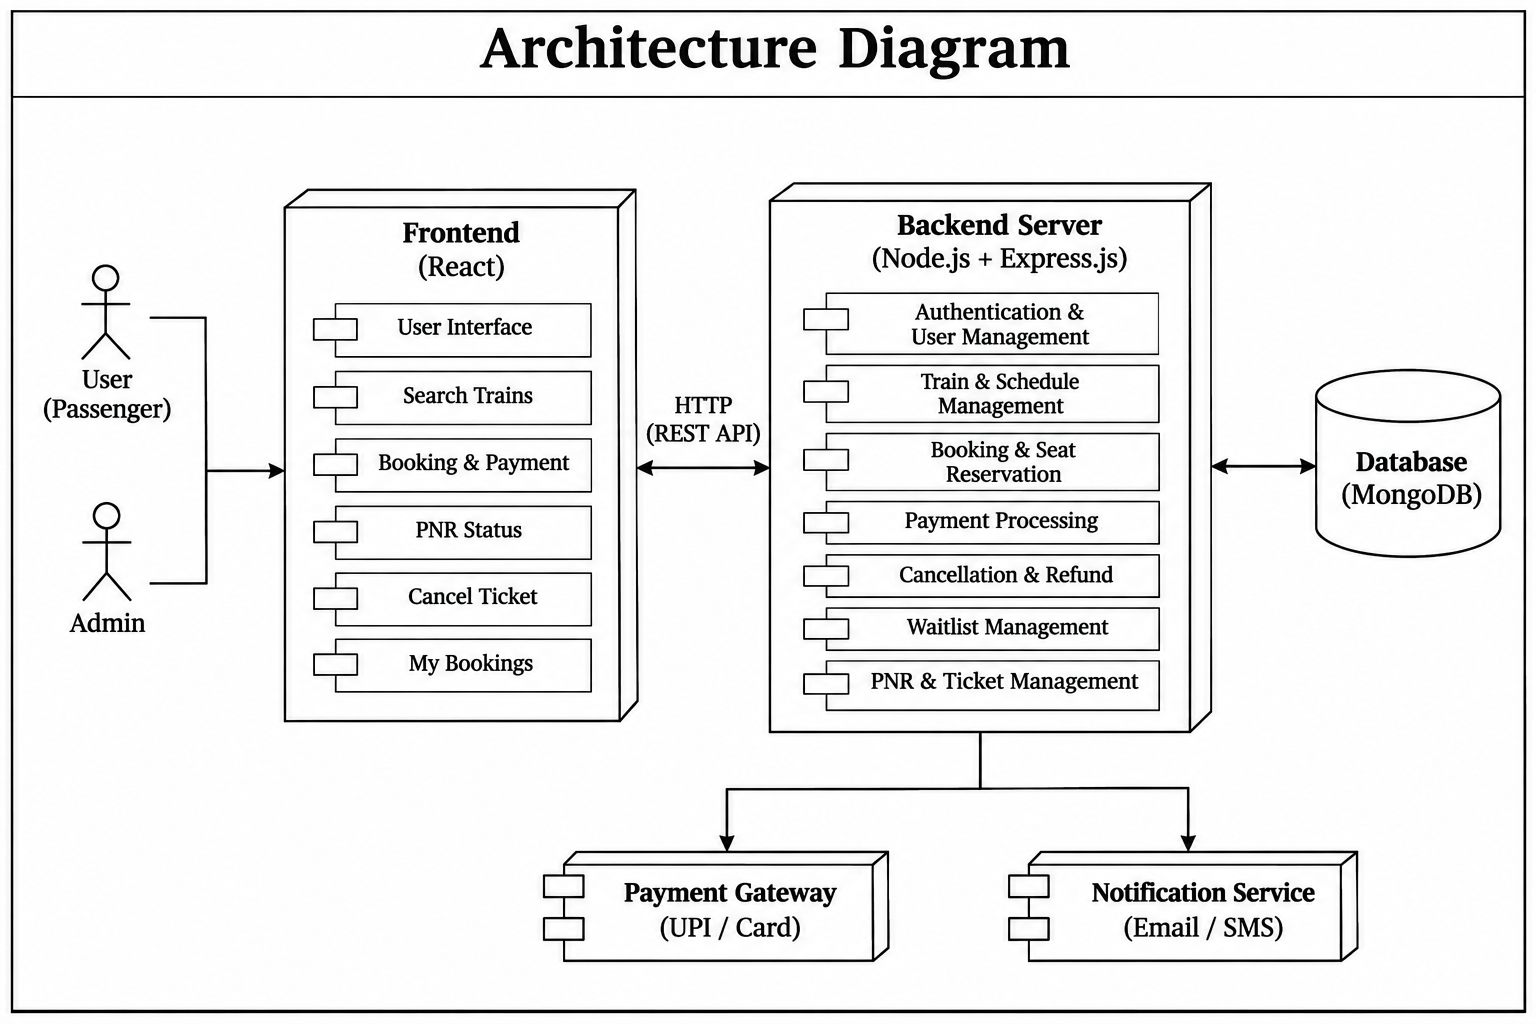 Architecture Diagram
User
(Passenger)
Admin
Frontend
(React)
User Interface
Search Trains
Booking & Payment
PNR Status
Cancel Ticket
My Bookings
HTTP
(REST API)
Backend Server
(Node.js + Express.js)
Authentication &
User Management
Train & Schedule
Management
Booking & Seat
Reservation
Payment Processing
Cancellation & Refund
Waitlist Management
PNR & Ticket Management
Database
(MongoDB)
Payment Gateway
(UPI / Card)
Notification Service
(Email / SMS)